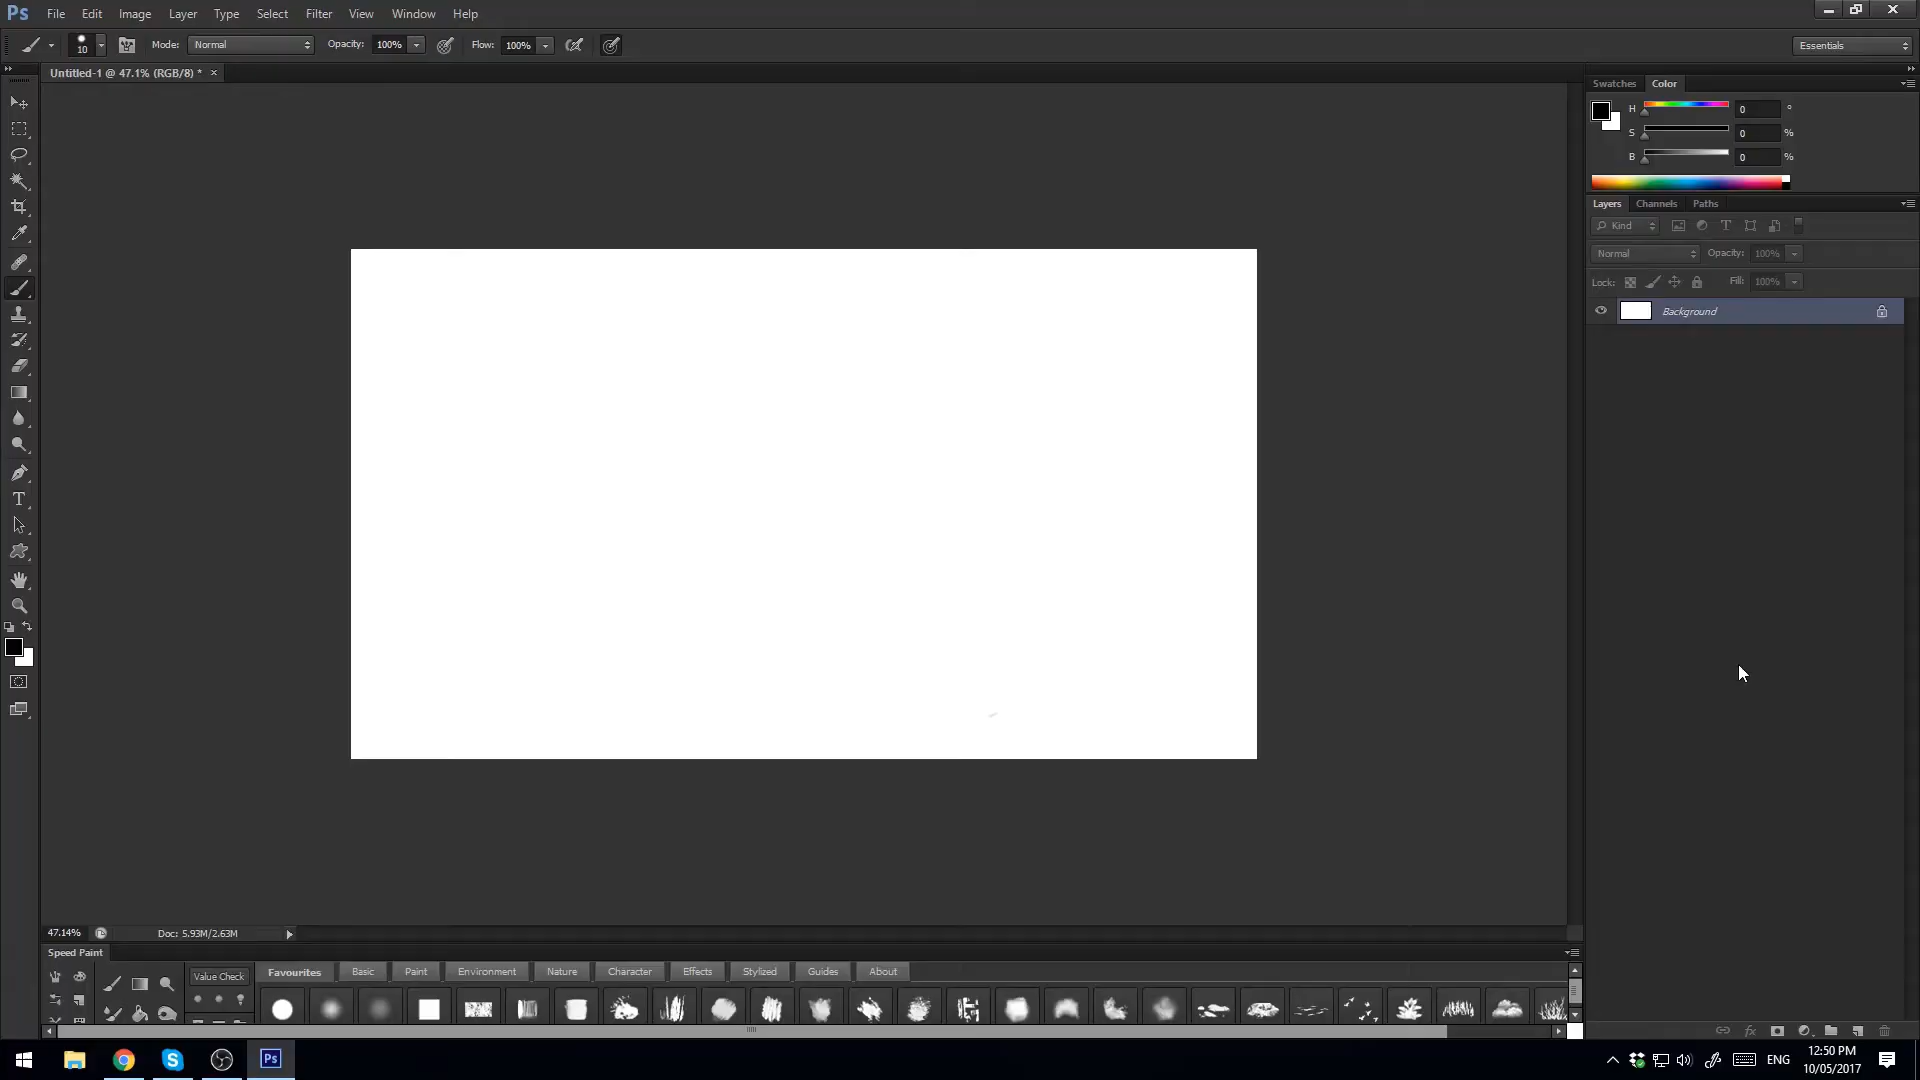 Ps File Edit Image Layer Type Select Filter View Window Help
10 Mode: Normal Opacity: 100% Flow: 100% Essentials
Untitled-1 @ 47.1% (RGB/8) * ×
Swatches Color
H 0 °
S 0 %
B 0 %
Layers Channels Paths
Kind T
Normal Opacity: 100%
Lock: Fill: 100%
Background
T
47.14% Doc: 5.93M/2.63M
Speed Paint
Value Check Favourites Basic Paint Environment Nature Character Effects Stylized Guides About
fx
Ps ENG 12:50 PM
10/05/2017